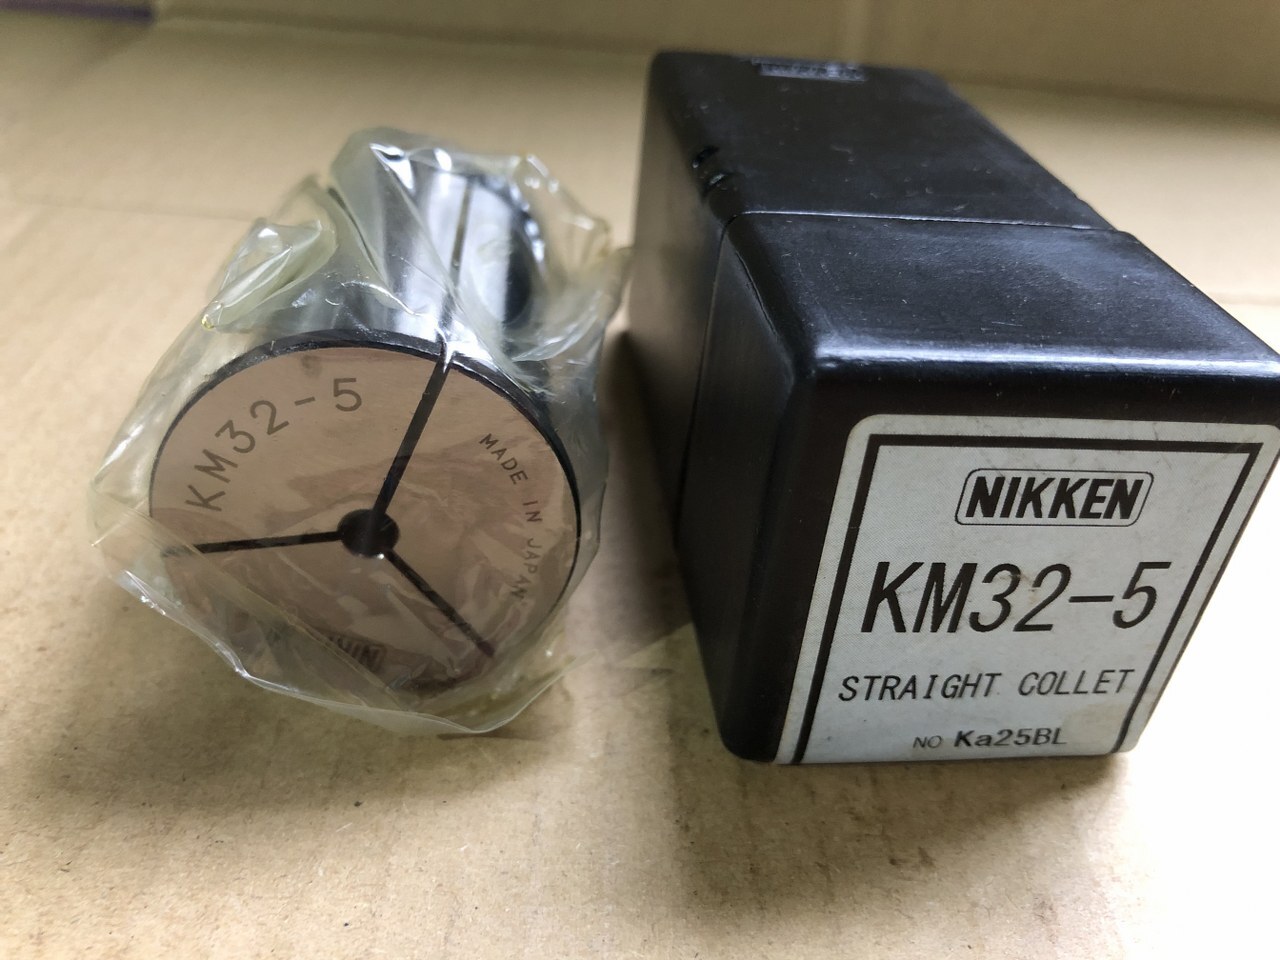 KM32-5
MADE IN JAPAN
NIKKEN
KM32-5
STRAIGHT COLLET
NO Ka25BL